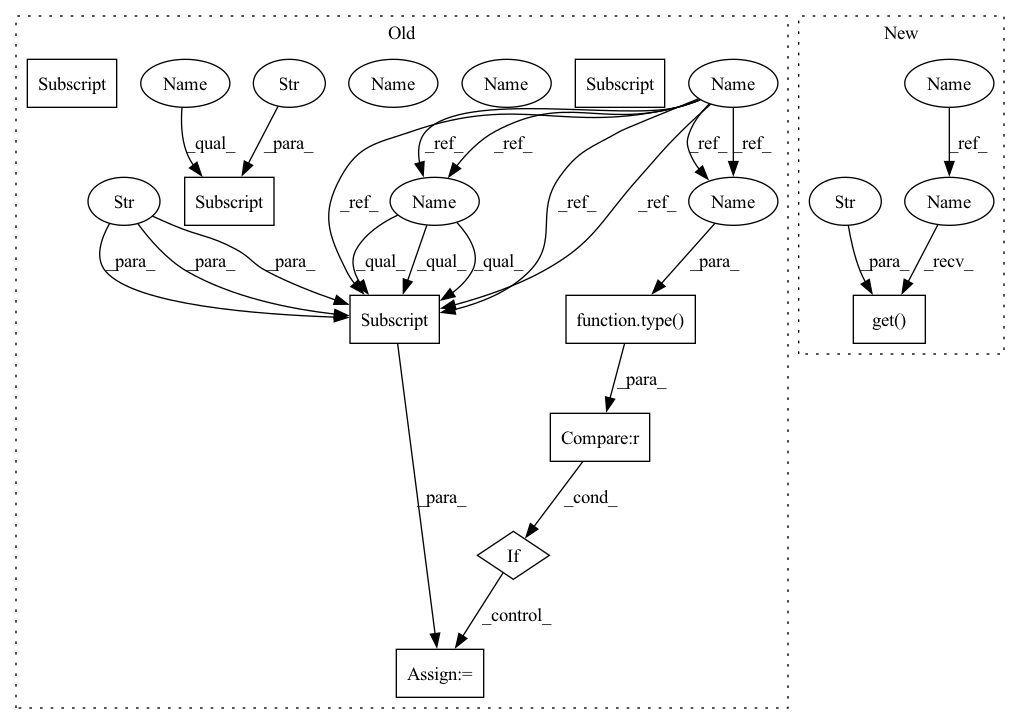 Old
New
Subscript
Name
Str
Name
Name
Subscript
Name
Name
_qual_
_para_
_ref_
_ref_
_ref_
_ref_
_ref_
Str
Subscript
Name
Name
Str
Name
_ref_
_ref_
_ref_
_para_
_para_
_para_
_qual_
_qual_
_qual_
_para_
_para_
_recv_
Subscript
function.type()
get()
_para_
Compare:r
_para_
_cond_
If
_control_
Assign:=